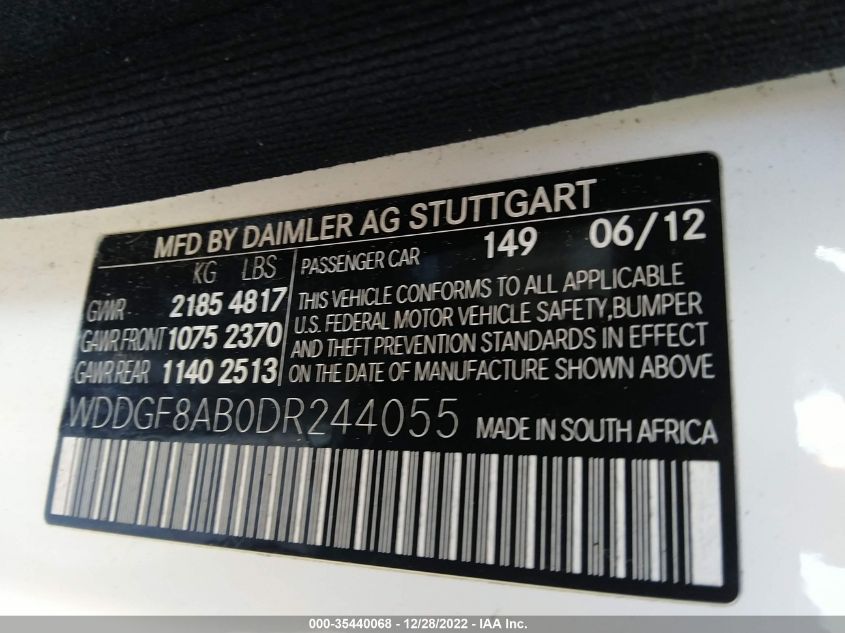 MFD BY DAIMLER AG STUTTGART
KG LBS
GVWR 2185 4817
GAWR FRONT 1075 2370
GAWR REAR 1140 2513
PASSENGER CAR 149 06/12
THIS VEHICLE CONFORMS TO ALL APPLICABLE
U.S. FEDERAL MOTOR VEHICLE SAFETY, BUMPER
AND THEFT PREVENTION STANDARDS IN EFFECT
ON THE DATE OF MANUFACTURE SHOWN ABOVE
WDDGF8AB0DR244055 MADE IN SOUTH AFRICA
000-35440068 - 12/28/2022 - IAA Inc.